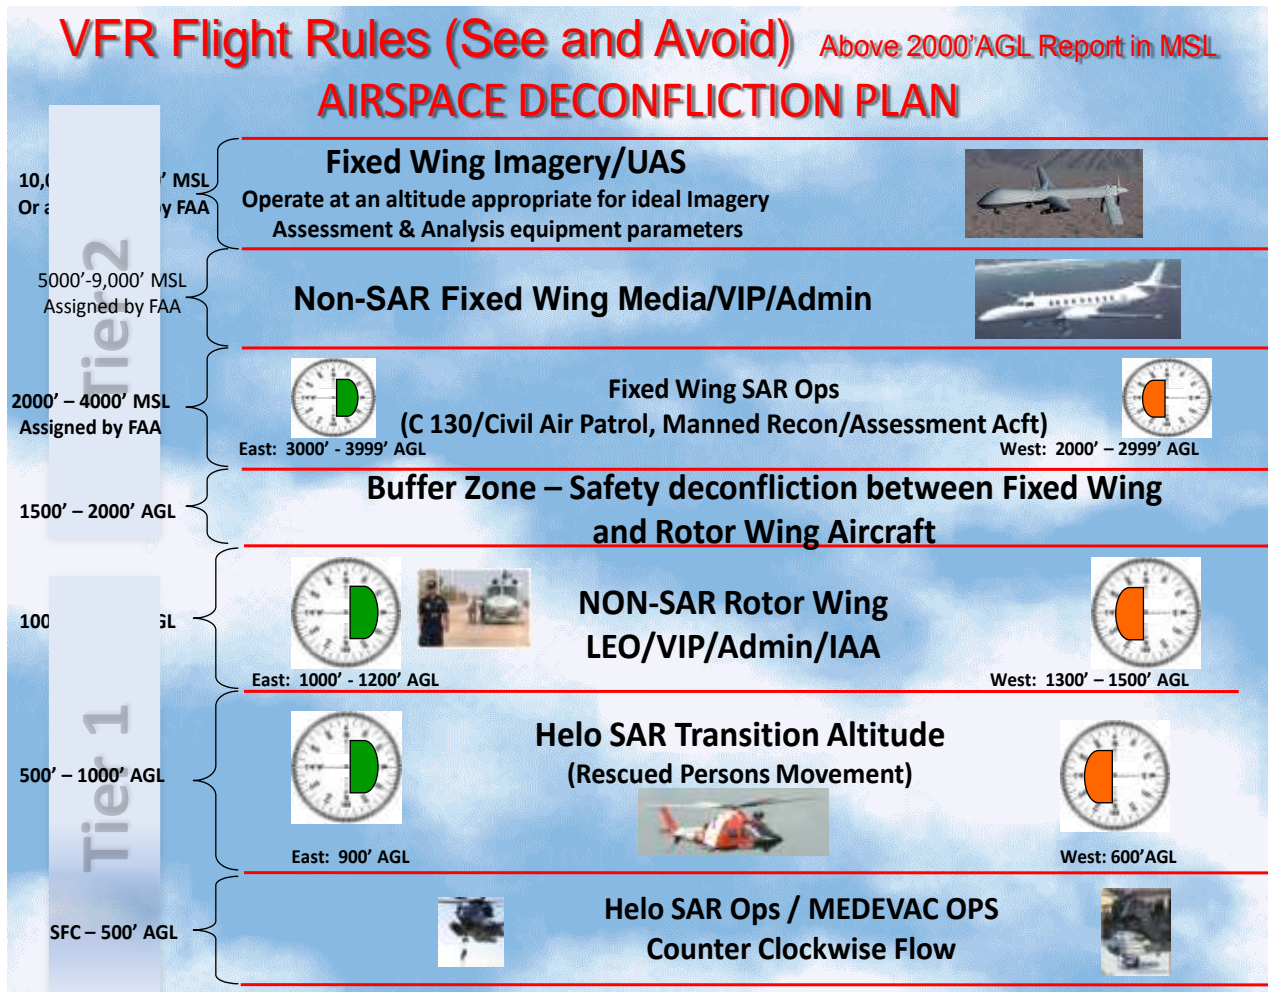 VFR Flight Rules (See and Avoid) Above 2000'AGL Report in MSL
AIRSPACE DECONFLICTION PLAN
Fixed Wing Imagery/UAS
Operate at an altitude appropriate for ideal Imagery
Assessment & Analysis equipment parameters
MSL
Or FAA
Tier 2
5000’-9,000’ MSL
Assigned by FAA
Non-SAR Fixed Wing Media/VIP/Admin
2000’ – 4000’ MSL
Assigned by FAA
Fixed Wing SAR Ops
(C 130/Civil Air Patrol, Manned Recon/Assessment Acft)
East: 3000’ - 3999’ AGL
West: 2000’ – 2999’ AGL
1500’ – 2000’ AGL
Buffer Zone – Safety deconfliction between Fixed Wing
and Rotor Wing Aircraft
NON-SAR Rotor Wing
LEO/VIP/Admin/IAA
East: 1000’ - 1200’ AGL
West: 1300’ – 1500’ AGL
Tier 1
500’ – 1000’ AGL
Helo SAR Transition Altitude
(Rescued Persons Movement)
East: 900’ AGL
West: 600’AGL
SFC – 500’ AGL
Helo SAR Ops / MEDEVAC OPS
Counter Clockwise Flow